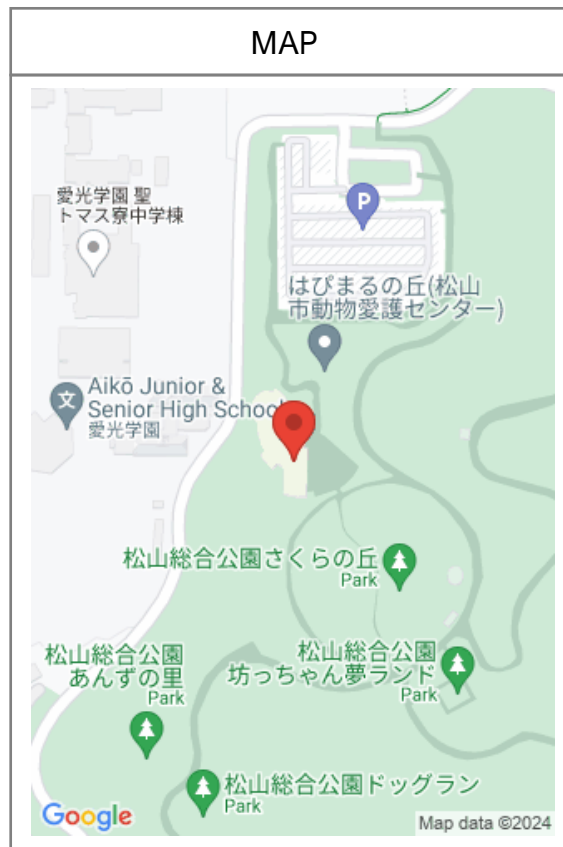 MAP
愛光学園 聖
トマス寮中学棟
P
はぴまるの丘(松山
市動物愛護センター)
文
Aikō Junior &
Senior High School
愛光学園
松山総合公園さくらの丘
Park
松山総合公園
あんずの里
Park
松山総合公園
坊っちゃん夢ランド
Park
松山総合公園ドッグラン
Park
Google
Map data ©2024